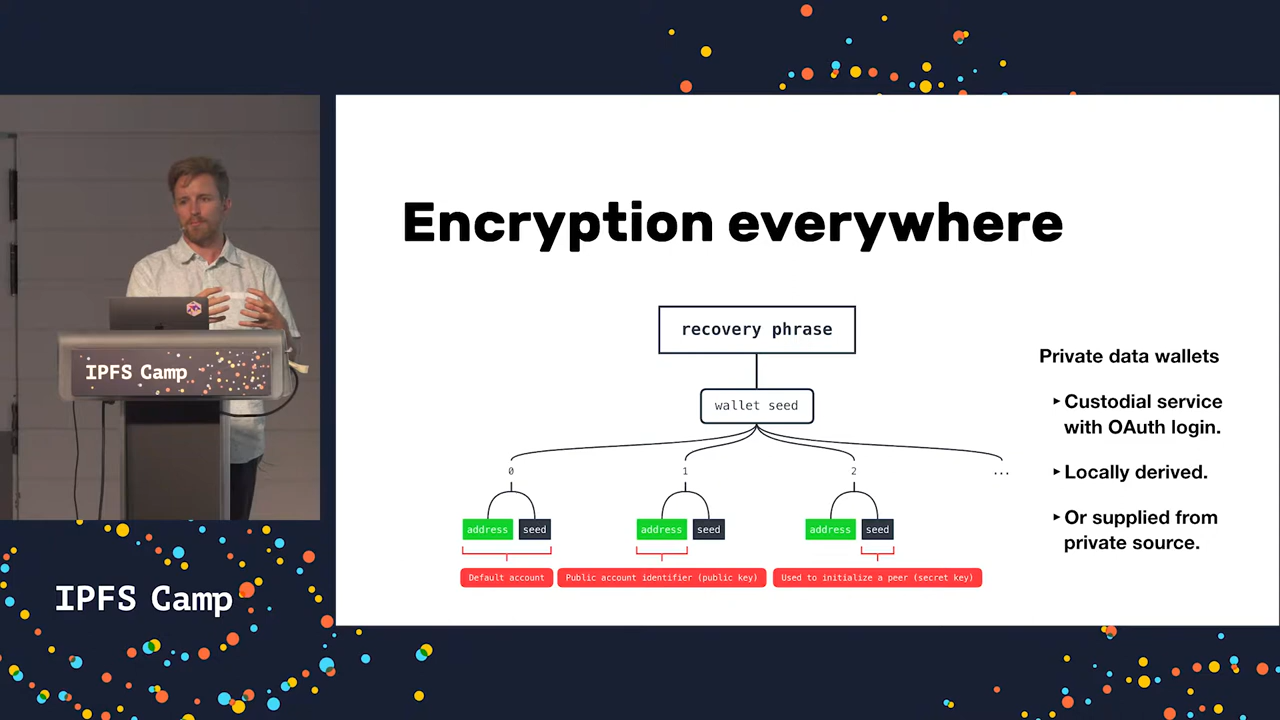 Encryption everywhere
recovery phrase
wallet seed
0
1
2
...
address seed
address seed
address seed
Default account
Public account identifier (public key)
Used to initialize a peer (secret key)
Private data wallets
‣ Custodial service
with OAuth login.
‣ Locally derived.
‣ Or supplied from
private source.
IPFS Camp
IPFS Camp